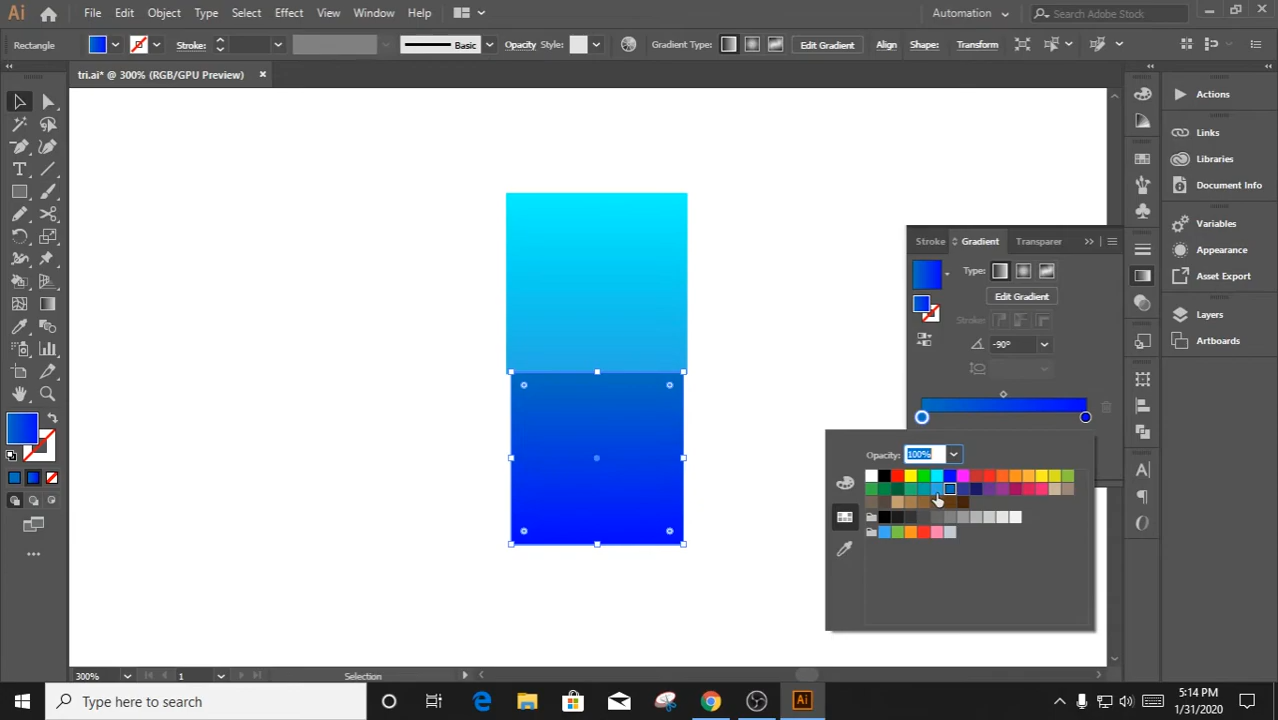 Ai File Edit Object Type Select Effect View Window Help Automation Search Adobe Stock
Rectangle Stroke: Basic Opacity Style: Gradient Type: Edit Gradient Align Shape: Transform
tri.ai* @ 300% (RGB/GPU Preview)
Actions
Links
Libraries
Document Info
Variables
Appearance
Asset Export
Layers
Artboards
Stroke Gradient Transparer
Type:
Edit Gradient
Stroke:
-90°
Opacity: 100%
300% 1 Selection
Type here to search
Ai
5:14 PM
1/31/2020